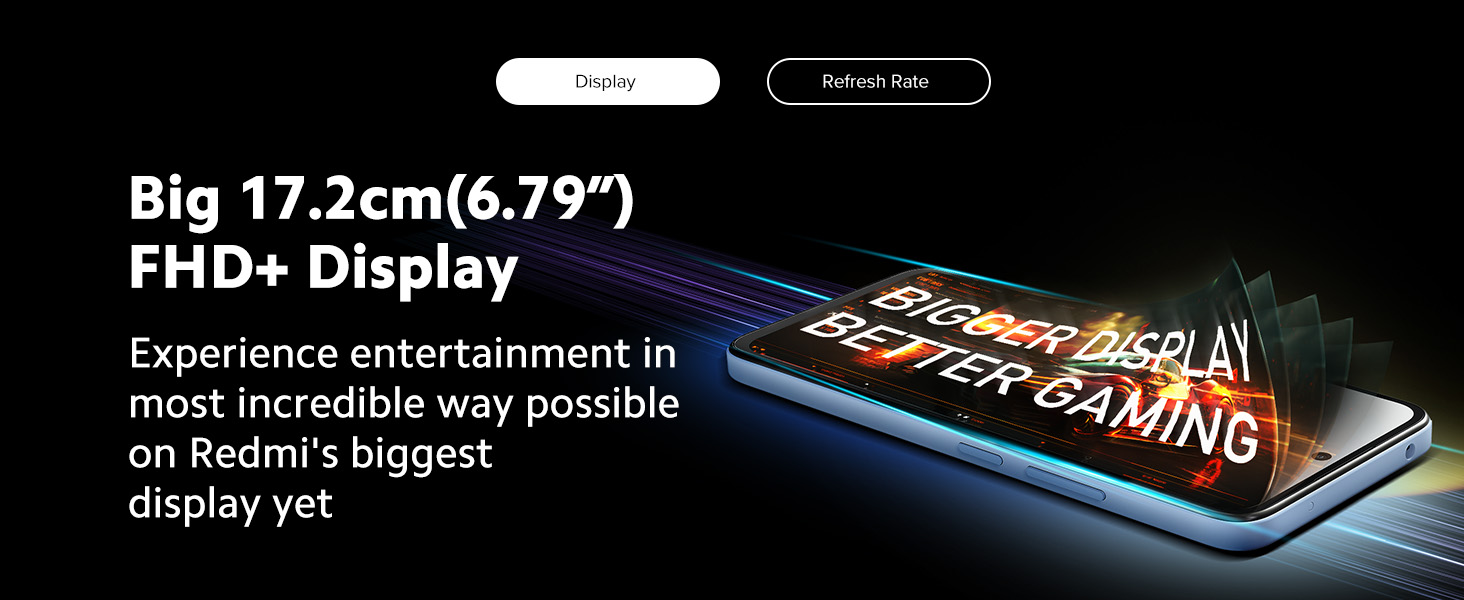 Display
Refresh Rate
Big 17.2cm(6.79″)
FHD+ Display
Experience entertainment in
most incredible way possible
on Redmi's biggest
display yet
BIGGER DISPLAY
BETTER GAMING